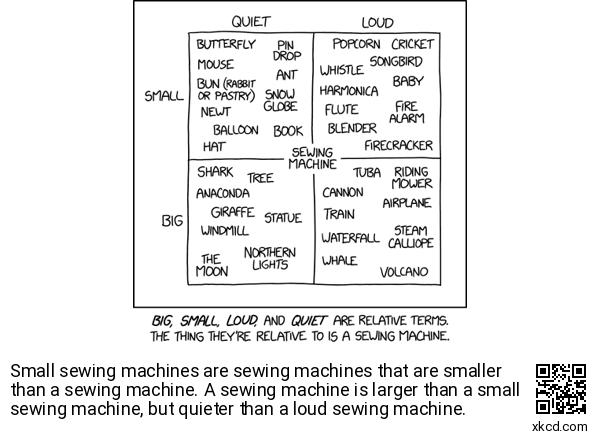 QUIET LOUD
SMALL
BUTTERFLY
PIN
DROP
MOUSE
ANT
BUN (RABBIT
OR PASTRY)
SNOW
GLOBE
NEWT
BALLOON
BOOK
HAT
POPCORN
CRICKET
SONGBIRD
WHISTLE
BABY
HARMONICA
FLUTE
FIRE
ALARM
BLENDER
FIRECRACKER
SEWING
MACHINE
BIG
SHARK
TREE
ANACONDA
GIRAFFE
STATUE
WINDMILL
THE
MOON
NORTHERN
LIGHTS
TUBA
RIDING
MOWER
CANNON
AIRPLANE
TRAIN
WATERFALL
STEAM
CALLIOPE
WHALE
VOLCANO
BIG, SMALL, LOUD, AND QUIET ARE RELATIVE TERMS.
THE THING THEY'RE RELATIVE TO IS A SEWING MACHINE.
Small sewing machines are sewing machines that are smaller
than a sewing machine. A sewing machine is larger than a small
sewing machine, but quieter than a loud sewing machine.
xkcd.com